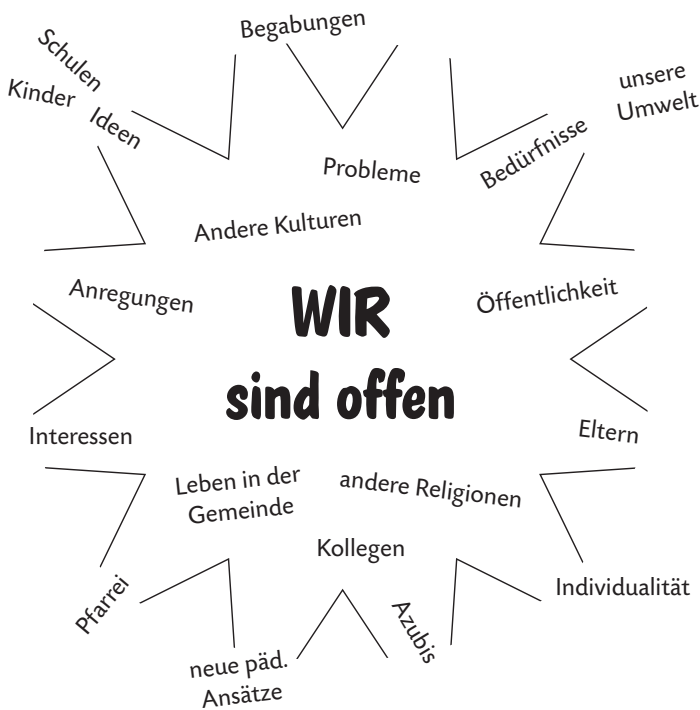 Begabungen
Schulen
Kinder
Ideen
unsere
Umwelt
Bedürfnisse
Probleme
Andere Kulturen
Anregungen
Öffentlichkeit
WIR
sind offen
Interessen
Eltern
Leben in der
Gemeinde
andere Religionen
Kollegen
Pfarrei
Azubis
Individualität
neue päd.
Ansätze